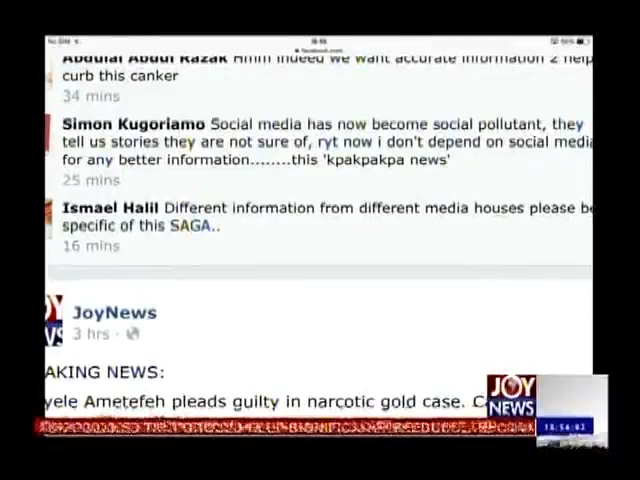 facebook.com
Abdulai Abdul Razak Hmm indeed we want accurate information 2 help
curb this canker
34 mins
Simon Kugoriamo Social media has now become social pollutant, they
tell us stories they are not sure of, ryt now i don't depend on social media
for any better information........this 'kpakpakpa news'
25 mins
Ismael Halil Different information from different media houses please be
specific of this SAGA..
16 mins
JoyNews
3 hrs ·
AKING NEWS:
yele Ametefeh pleads guilty in narcotic gold case.
JOY
NEWS